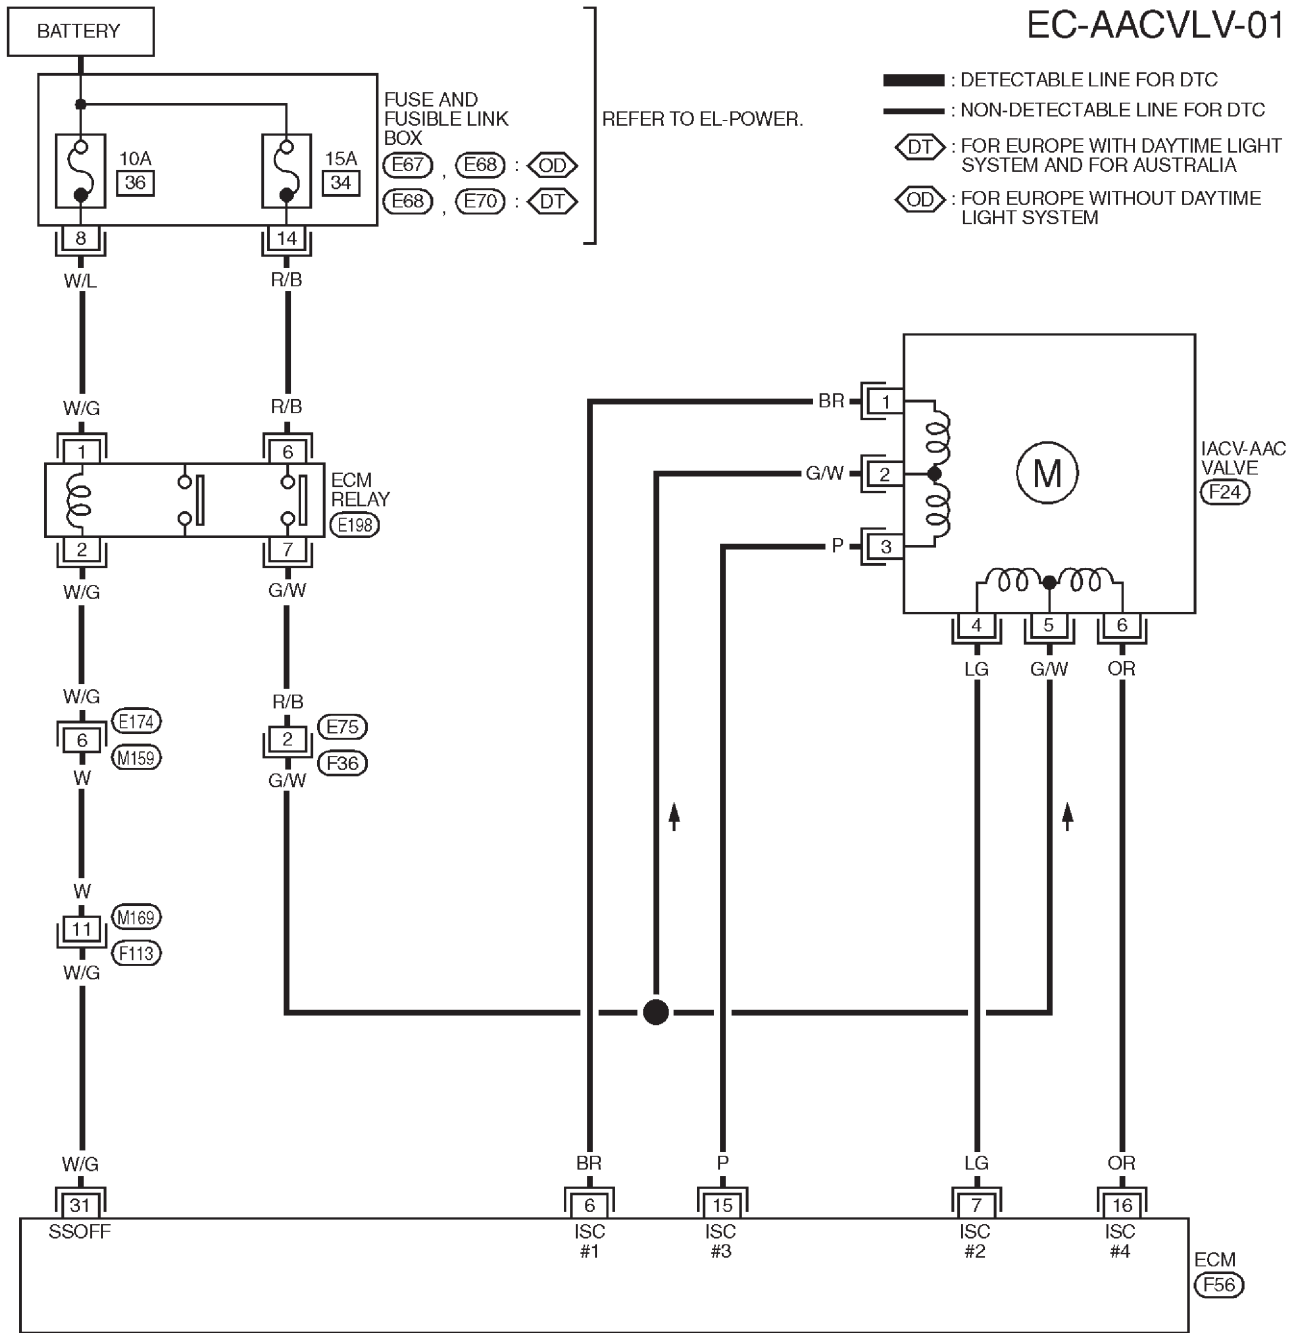 EC-AACVLV-01
BATTERY
FUSE AND
FUSIBLE LINK
BOX
E67 , E68 : OD
E68 , E70 : DT
REFER TO EL-POWER.
: DETECTABLE LINE FOR DTC
: NON-DETECTABLE LINE FOR DTC
DT : FOR EUROPE WITH DAYTIME LIGHT
SYSTEM AND FOR AUSTRALIA
OD : FOR EUROPE WITHOUT DAYTIME
LIGHT SYSTEM
10A
36
15A
34
8
14
W/L
R/B
W/G
R/B
1
6
ECM
RELAY
E198
2
7
W/G
G/W
W/G
R/B
6
E174
M159
2
E75
F36
W
G/W
W
11
M169
F113
W/G
W/G
BR
1
G/W
2
P
3
M
IACV-AAC
VALVE
F24
4
5
6
LG
G/W
OR
BR
P
LG
OR
31
6
15
7
16
SSOFF
ISC
#1
ISC
#3
ISC
#2
ISC
#4
ECM
F56